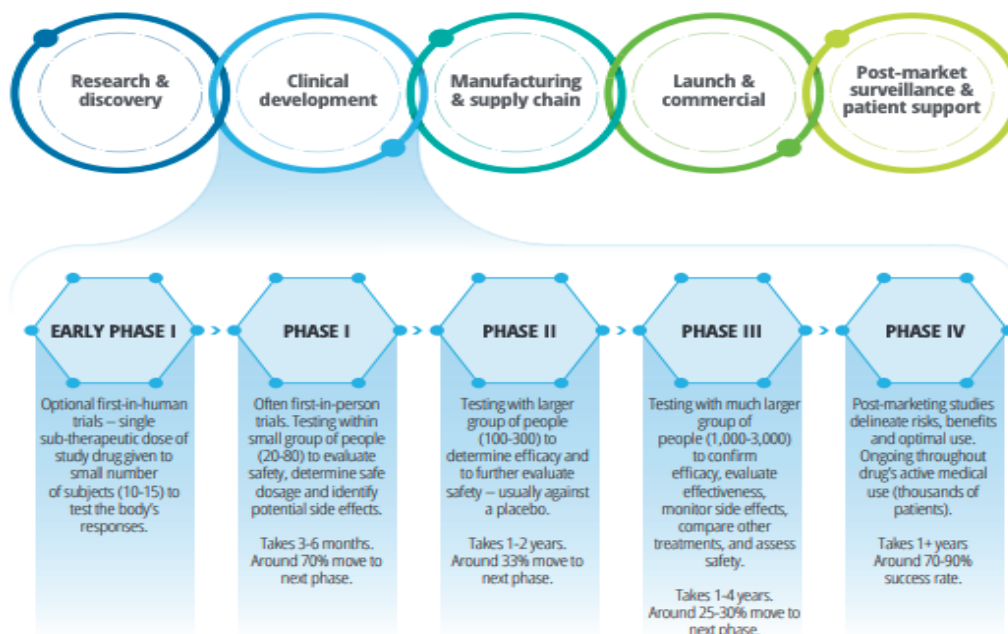 Research &
discovery
Clinical
development
Manufacturing
& supply chain
Launch &
commercial
Post-market
surveillance &
patient support
EARLY PHASE I
Optional first-in-human
trials – single
sub-therapeutic dose of
study drug given to
small number
of subjects (10-15) to
test the body's
responses.
PHASE I
Often first-in-person
trials. Testing within
small group of people
(20-80) to evaluate
safety, determine safe
dosage and identify
potential side effects.
Takes 3-6 months.
Around 70% move to
next phase.
PHASE II
Testing with larger
group of people
(100-300) to
determine efficacy and
to further evaluate
safety – usually against
a placebo.
Takes 1-2 years.
Around 33% move to
next phase.
PHASE III
Testing with much larger
group of
people (1,000-3,000)
to confirm
efficacy, evaluate
effectiveness,
monitor side effects,
compare other
treatments, and assess
safety.
Takes 1-4 years.
Around 25-30% move to
next phase.
PHASE IV
Post-marketing studies
delineate risks, benefits
and optimal use.
Ongoing throughout
drug's active medical
use (thousands of
patients).
Takes 1+ years
Around 70-90%
success rate.